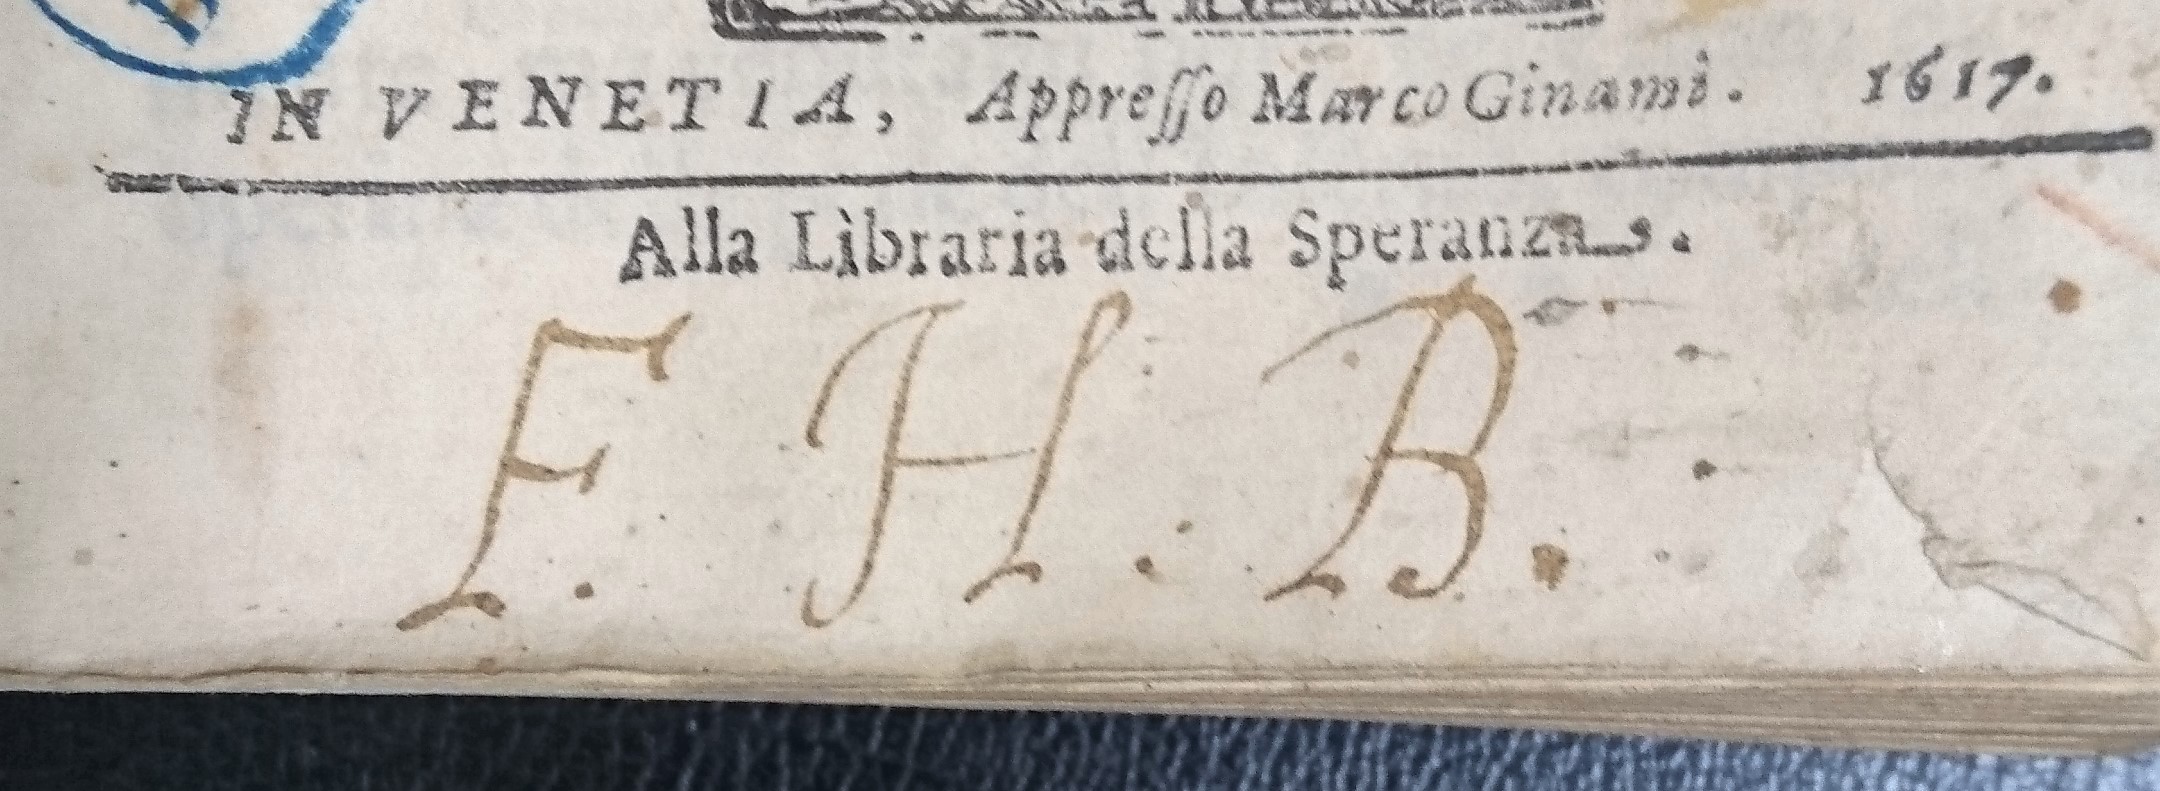 IN VENETIA, Appreſſo Marco Ginami. 1617.
Alla Libraria della Speranza.
F. H. B.